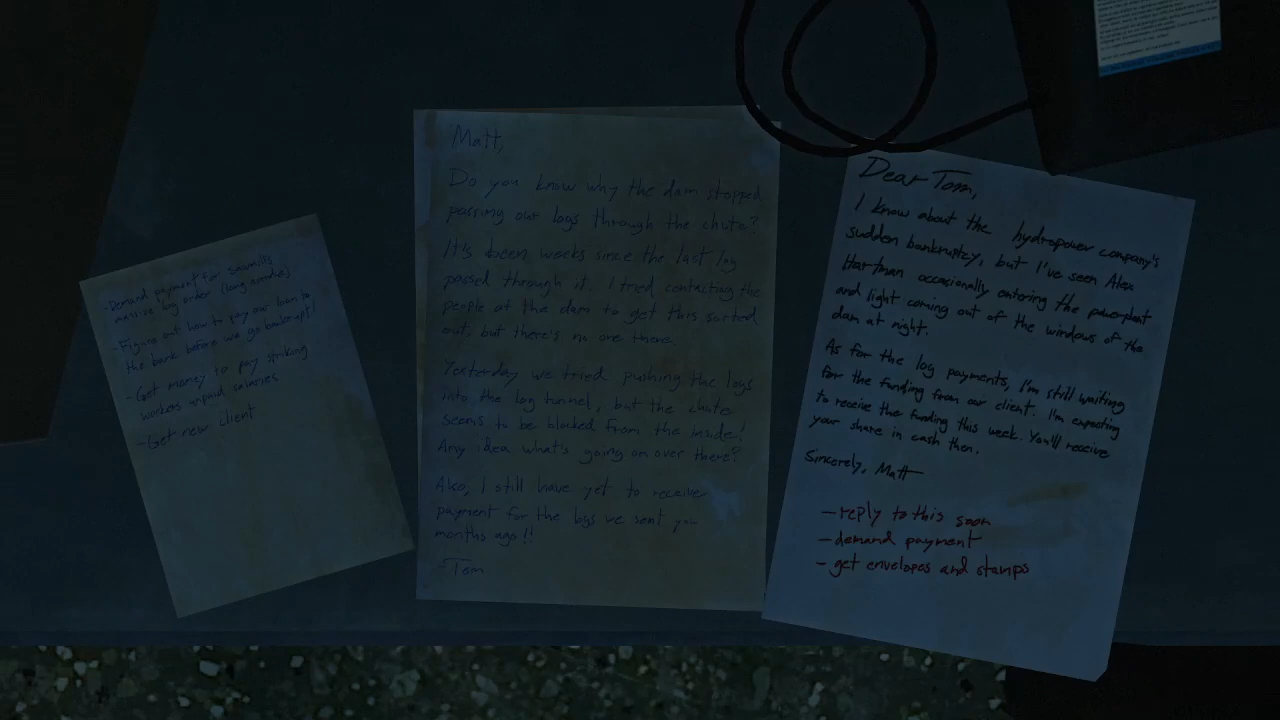 -Demand payment for sawmills
massive log order (long overdue)
-Figure out how to pay our loan to
the bank before we go bankrupt!
-Get money to pay striking
workers unpaid salaries
-Get new client
Matt,
Do you know why the dam stopped
passing our logs through the chute?
It's been weeks since the last log
passed through it. I tried contacting the
people at the dam to get this sorted
out, but there's no one there.
Yesterday we tried pushing the logs
into the log tunnel, but the chute
seems to be blocked from the inside!
Any idea what's going on over there?
Also, I still have yet to receive
payment for the logs we sent you
months ago!!
-Tom
Dear Tom,
I know about the hydropower company's
sudden bankruptcy, but I've seen Alex
Hartman occasionally entering the powerplant
and light coming out of the windows of the
dam at night.
As for the log payments, I'm still waiting
for the funding from our client. I'm expecting
to receive the funding this week. You'll receive
your share in cash then.
Sincerely, Matt
-reply to this soon
-demand payment
-get envelopes and stamps